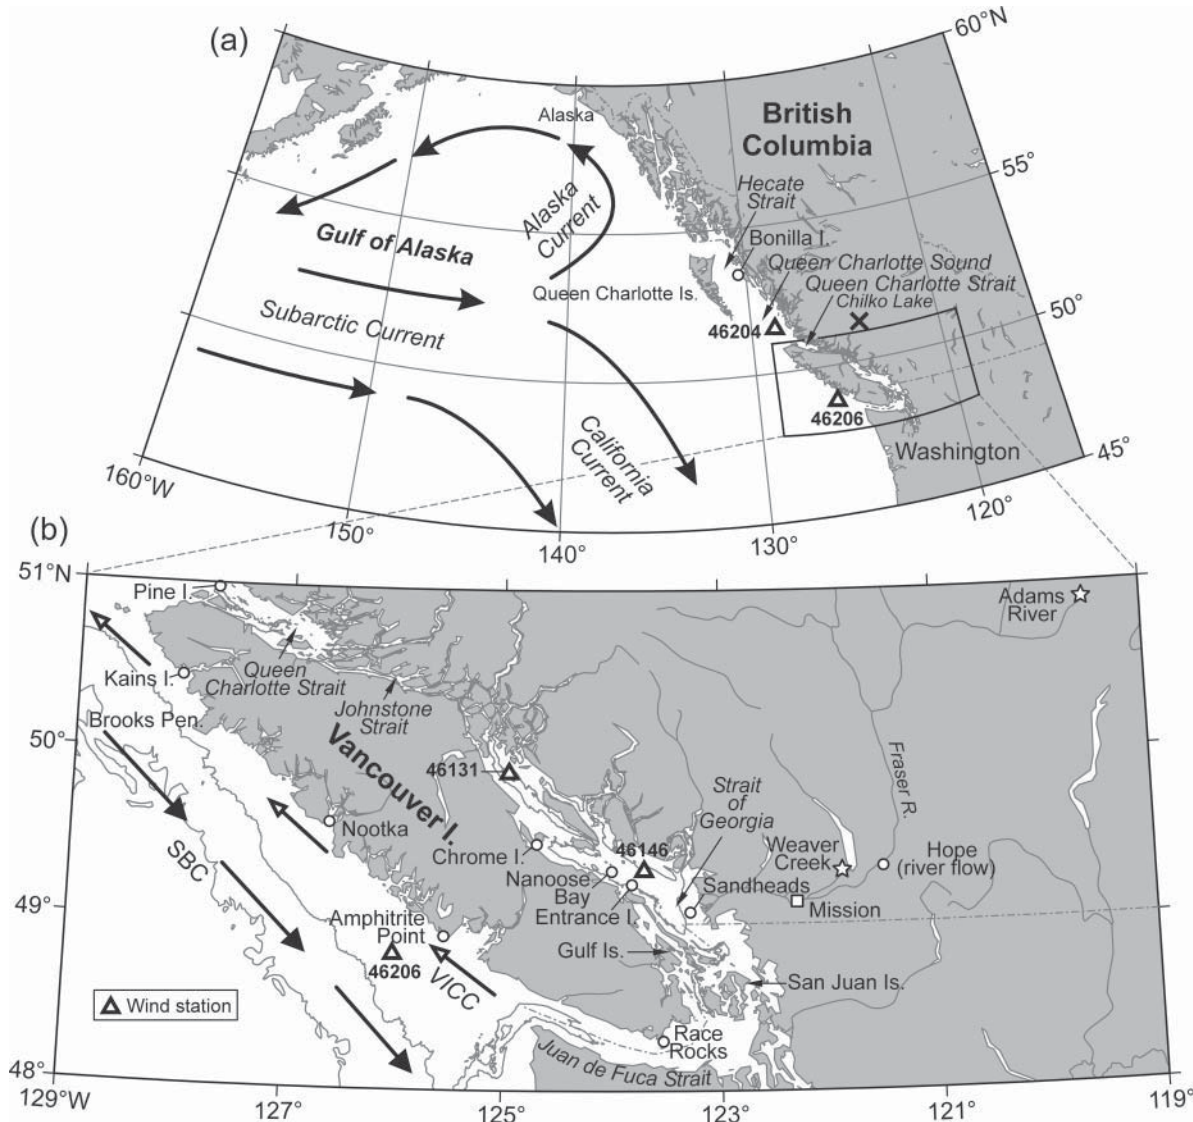 (a)
60°N
Alaska
British
Columbia
55°
Hecate
Strait
Alaska
Current
Gulf of Alaska
Bonilla I.
Queen Charlotte Sound
Queen Charlotte Strait
Queen Charlotte Is.
Chilko Lake
50°
Subarctic Current
46204
46206
California
Current
Washington
45°
160°W
150°
140°
130°
120°
(b)
51°N
Pine I.
Adams
River
Queen
Charlotte Strait
Kains I.
Johnstone
Strait
Brooks Pen.
50°
Vancouver I.
46131
Fraser R.
Strait
of
Georgia
Nootka
SBC
Chrome I.
46146
Weaver
Creek
Hope
(river flow)
Nanoose
Bay
Sandheads
Entrance I.
Mission
49°
Amphitrite
Point
46206
VICC
Gulf Is.
San Juan Is.
Wind station
Race
Rocks
Juan de Fuca Strait
48°
129°W
127°
125°
123°
121°
119°